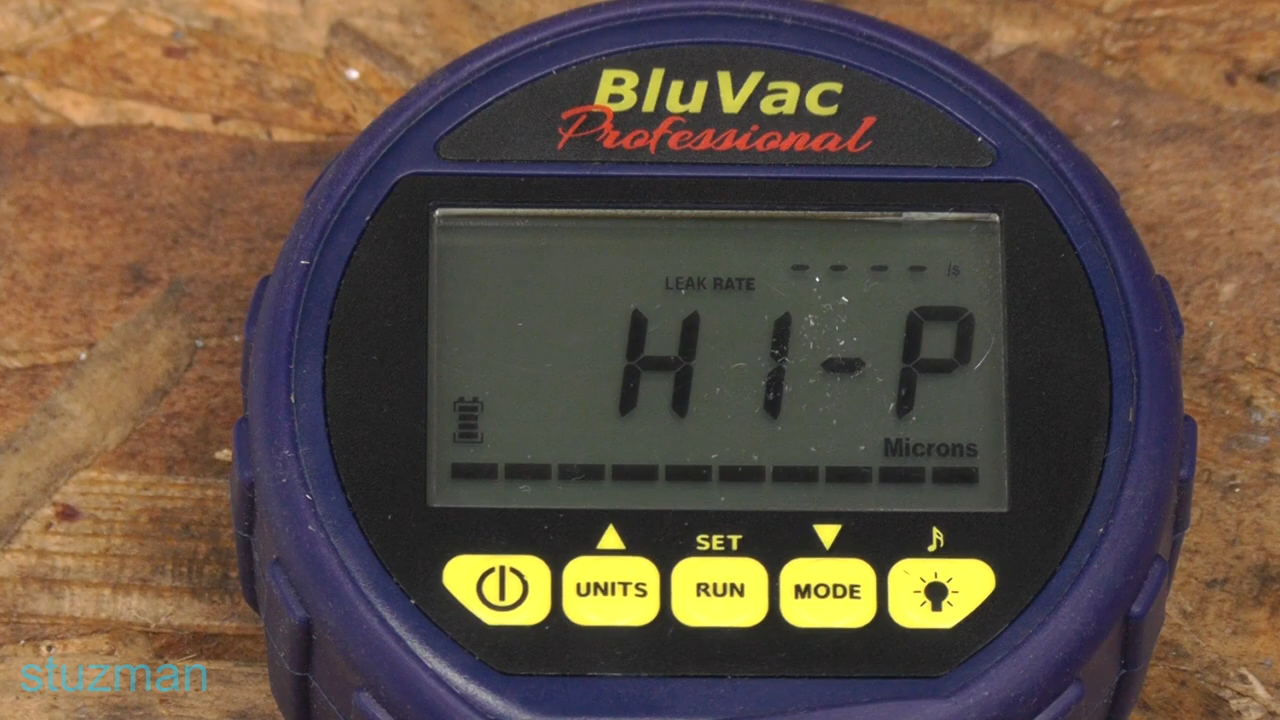 BluVac
Professional
LEAK RATE - - - - /s
HI-P
Microns
SET
UNITS RUN MODE
stuzman